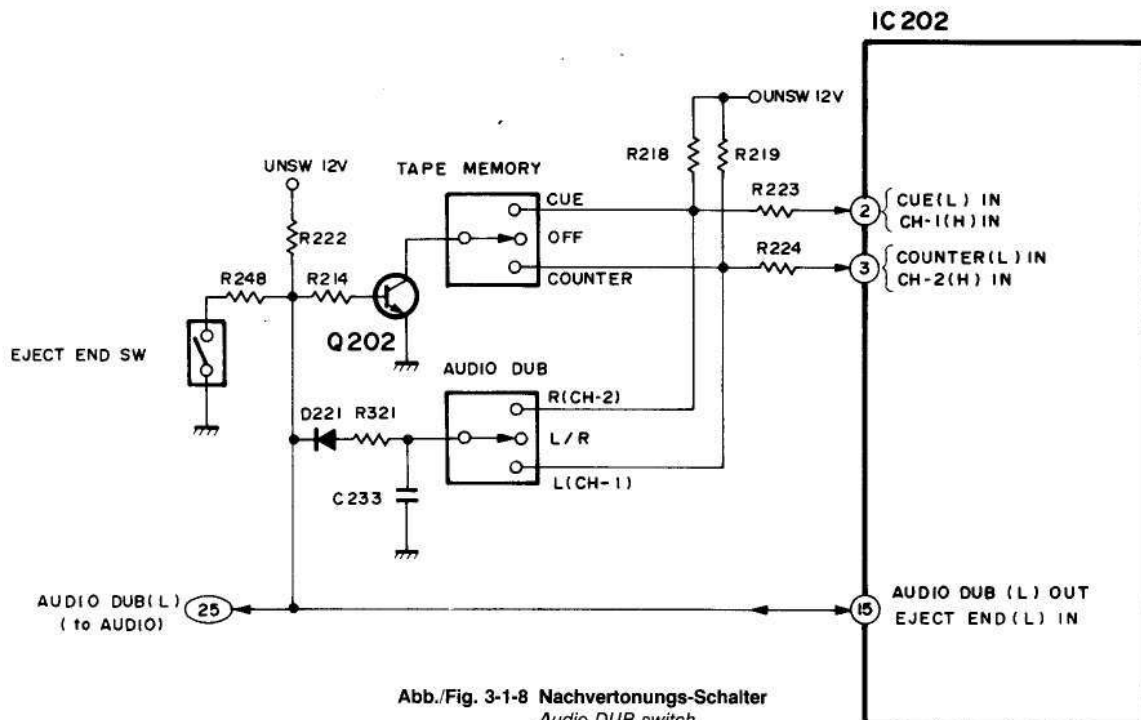 IC 202
UNSW 12V
R218
R219
UNSW 12V
TAPE MEMORY
R223
CUE
2
CUE(L) IN
CH-1(H) IN
R222
OFF
R224
R248
R214
COUNTER
3
COUNTER(L) IN
CH-2(H) IN
Q202
EJECT END SW
AUDIO DUB
D221
R321
R(CH-2)
L/R
C233
L(CH-1)
AUDIO DUB(L)
( to AUDIO)
25
15
AUDIO DUB (L) OUT
EJECT END(L) IN
Abb./Fig. 3-1-8 Nachvertonungs-Schalter
Audio DUB switch